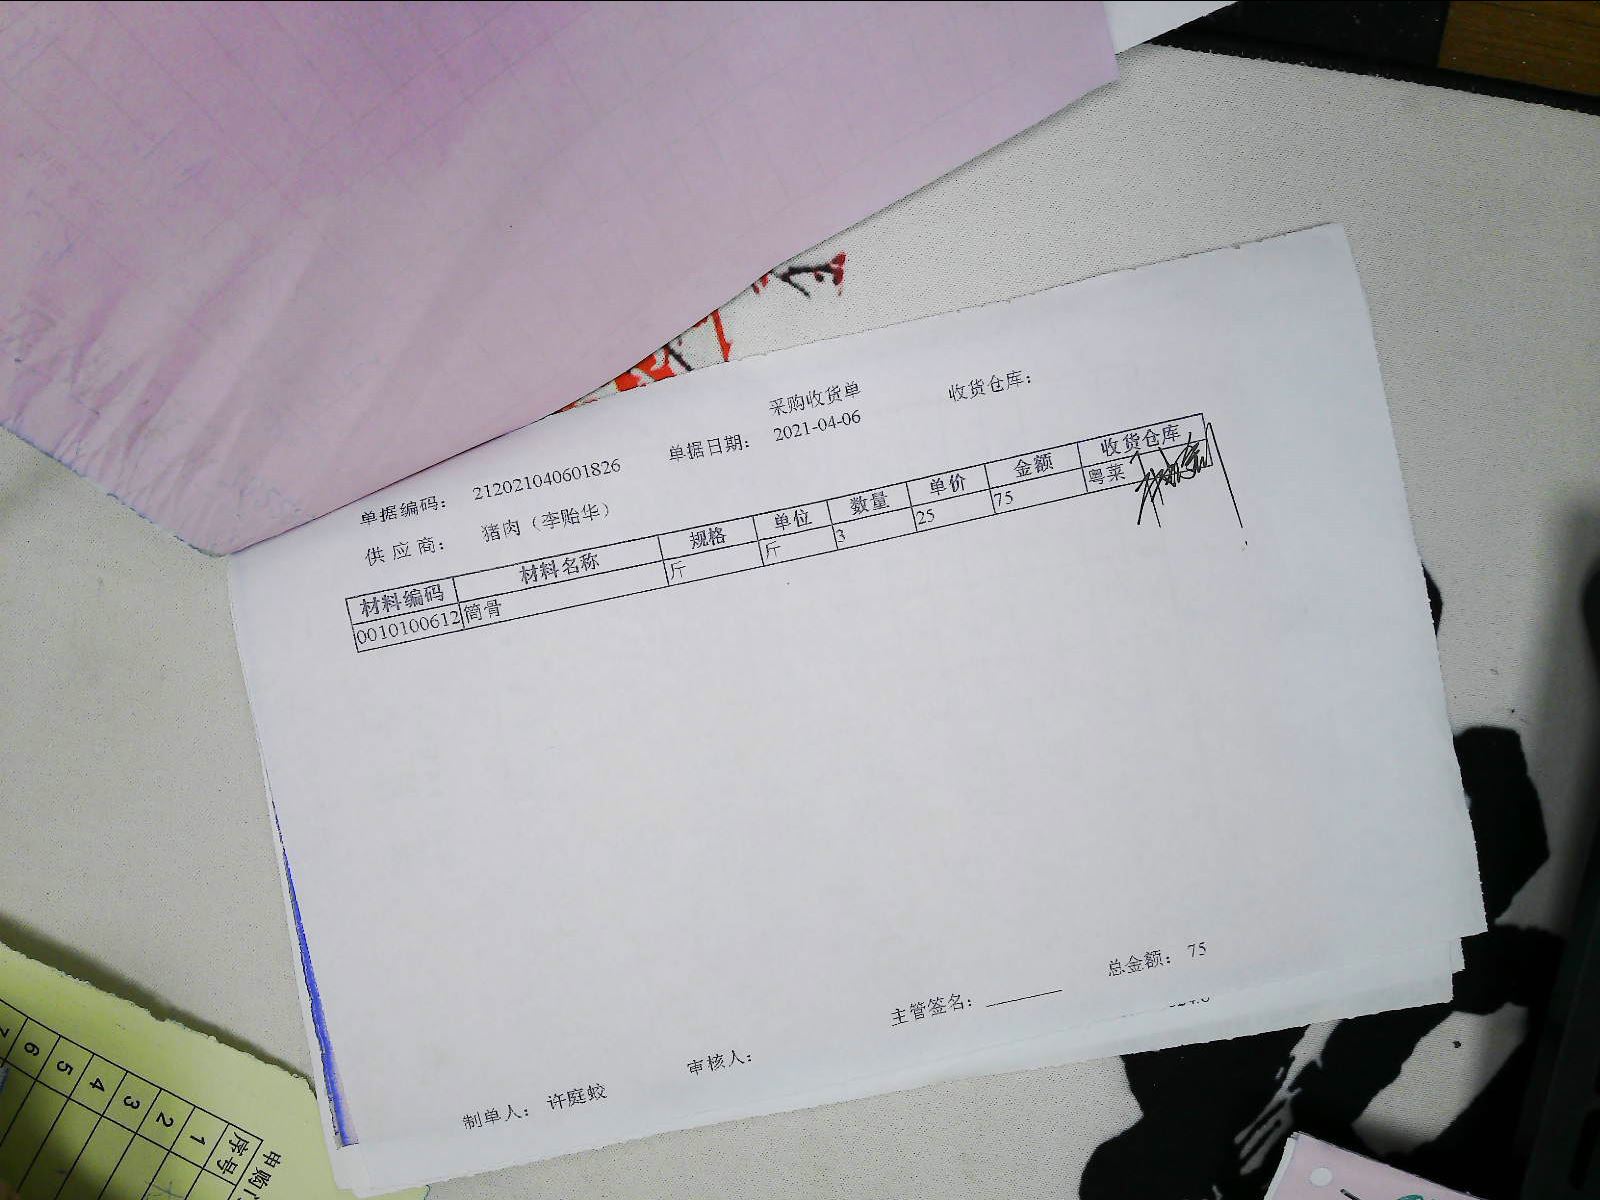 采购收货单
收货仓库：
单据编码： 212021040601826 单据日期： 2021-04-06
供应商： 猪肉（李贻华）
材料编码 材料名称 规格 单位 数量 单价 金额 收货仓库
0010100612 筒骨 斤 斤 3 25 75 粤菜
总金额： 75
主管签名：
审核人：
制单人： 许庭蛟
序号
1
2
3
4
5
6
7
申购